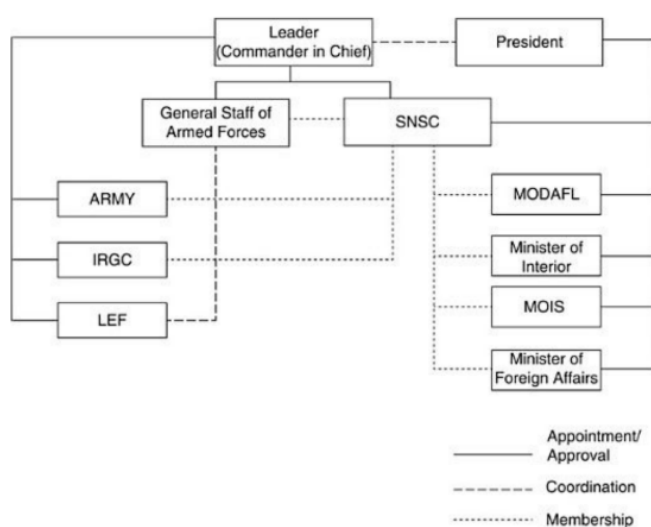 Leader
(Commander in Chief)
President
General Staff of
Armed Forces
SNSC
ARMY
MODAFL
IRGC
Minister of
Interior
LEF
MOIS
Minister of
Foreign Affairs
Appointment/
Approval
Coordination
Membership